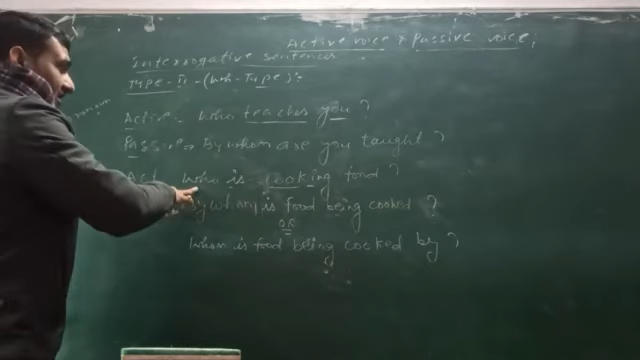 Active voice & Passive voice;
Interrogative sentences
Type-II - (Wh-Type):-
Active - Who teaches you?
Passive → By whom are you taught?
Act Who is cooking food?
By whom is food being cooked?
OR
Whom is food being cooked by?